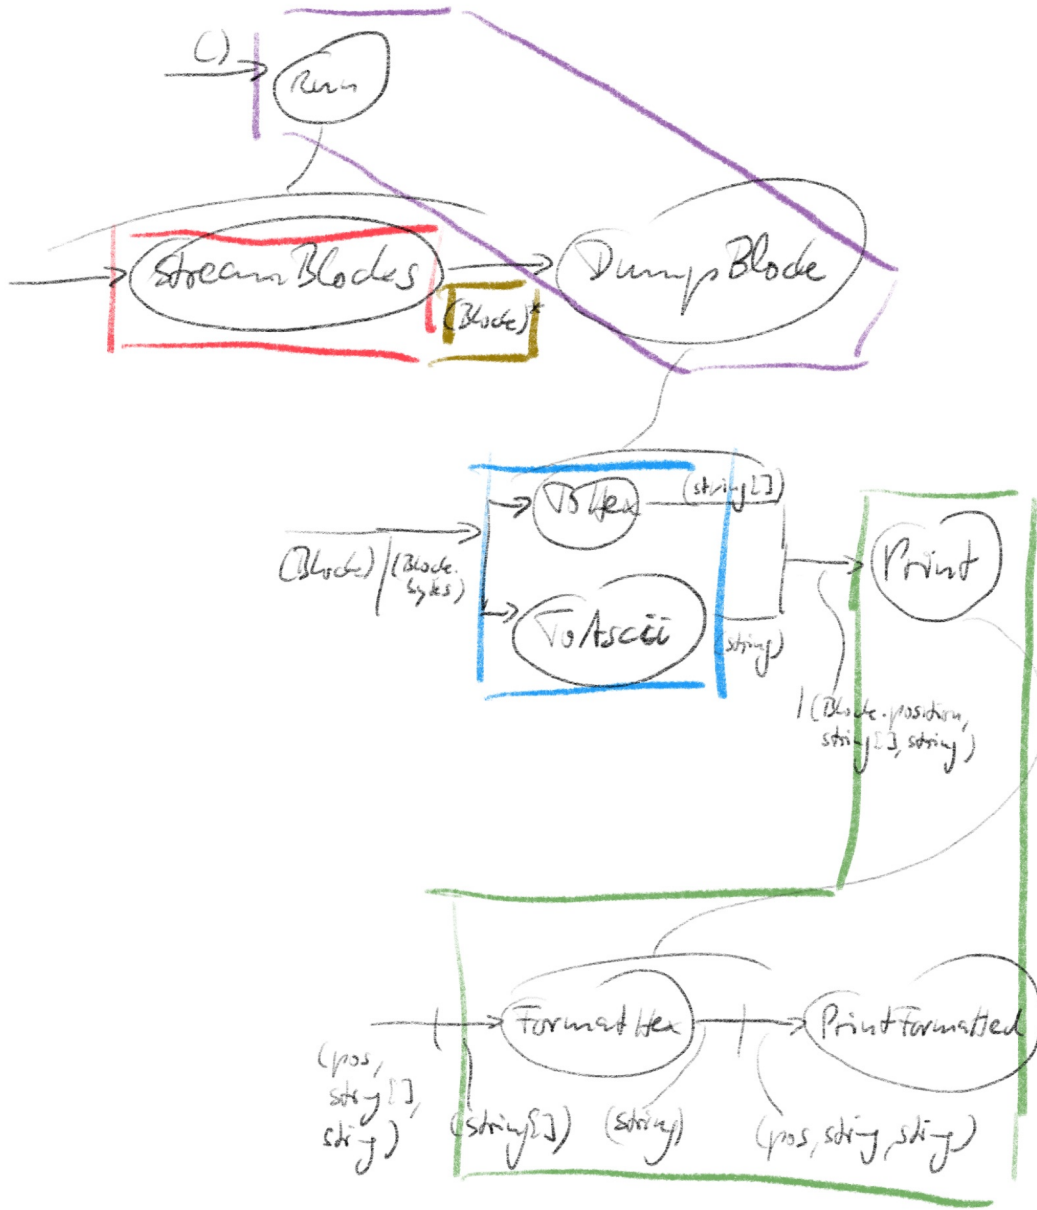 ()
Run
StreamBlocks
DumpBlock
(Block)*
ToHex
(string[])
(Block)
(Block.
bytes)
Print
ToAscii
(string)
|(Block.position,
string[], string)
FormatHex
PrintFormatted
(pos,
string[],
string)
(string[])
(string)
(pos, string, string)